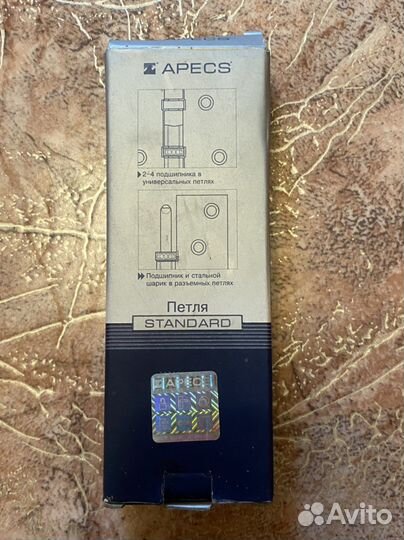 APECS
2-4 подшипника в
универсальных петлях
Подшипник и стальной
шарик в разъемных петлях
Петля
STANDARD
APECS
Avito